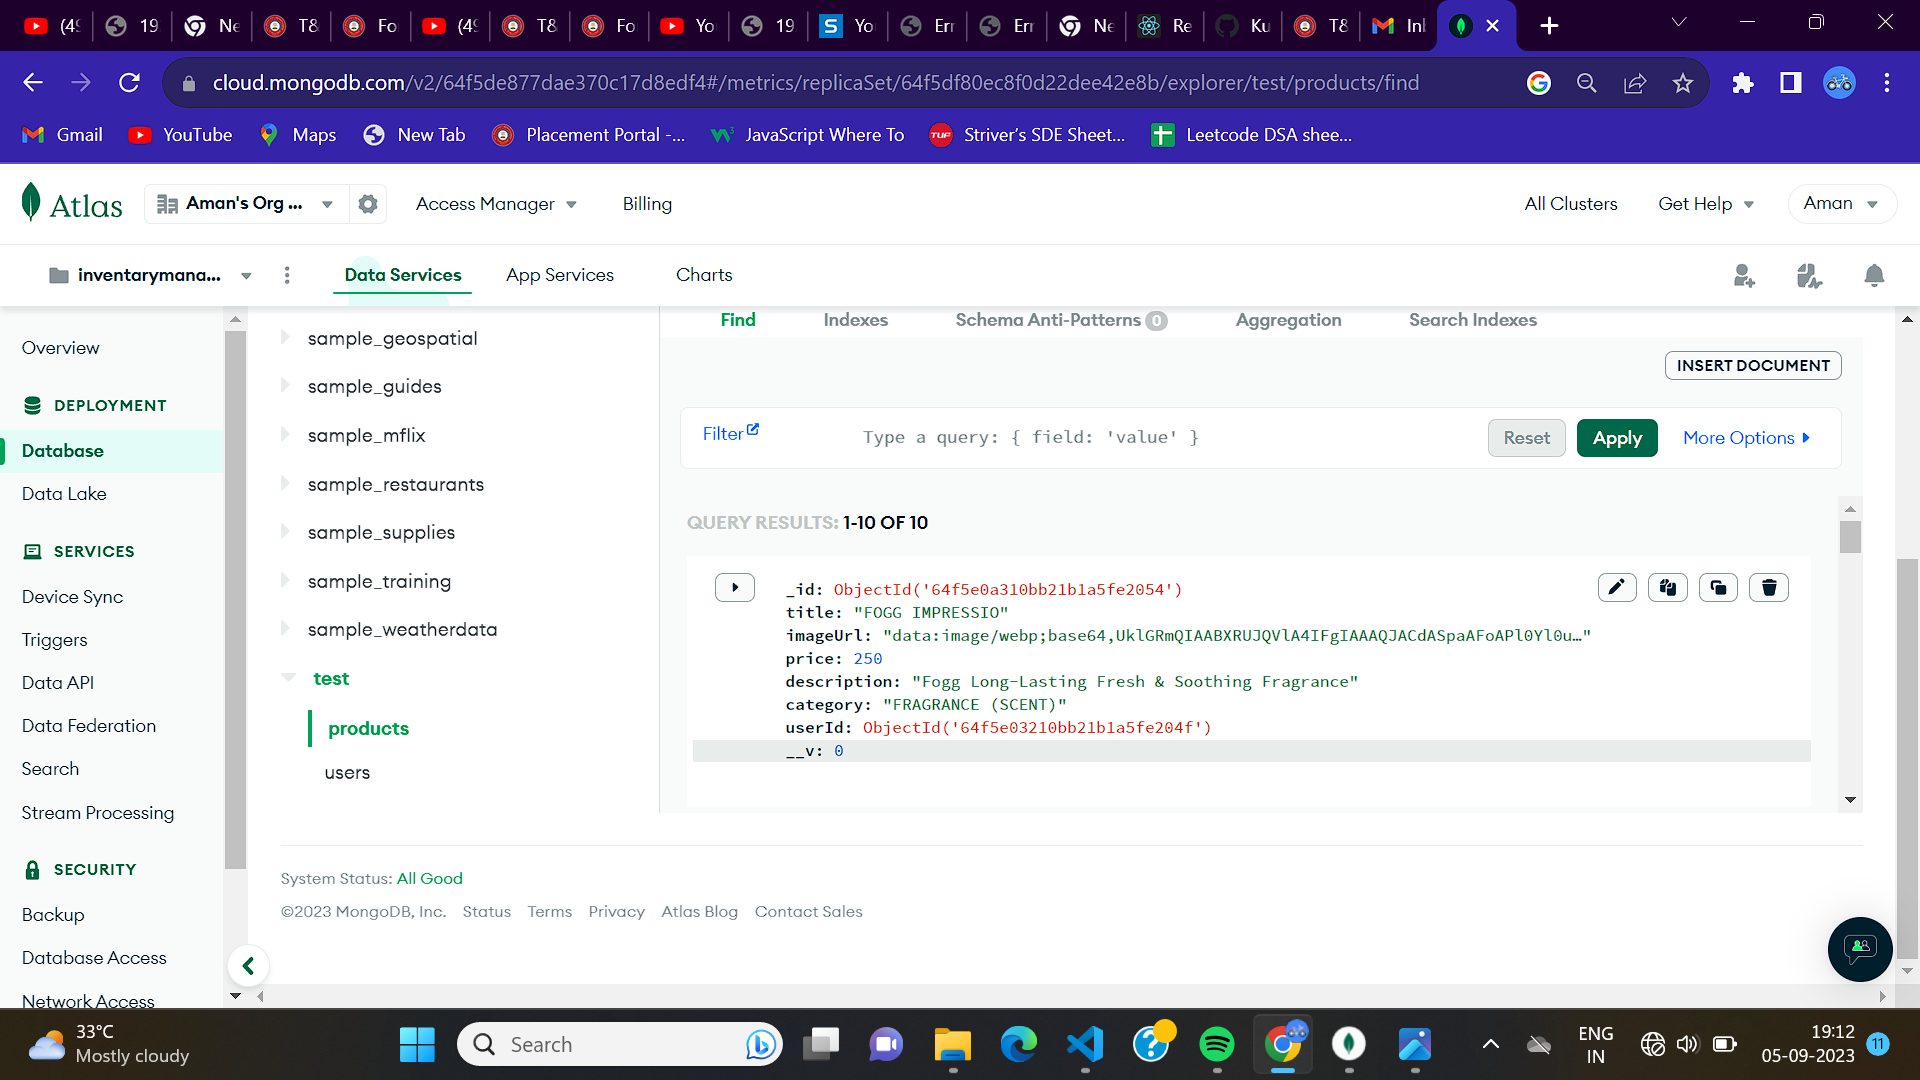 (49
19
Ne
T&
Fo
(49
T&
Fo
Yo
19
Yo
Err
Err
Ne
Re
Ku
T&
Inl
cloud.mongodb.com/v2/64f5de877dae370c17d8edf4#/metrics/replicaSet/64f5df80ec8f0d22dee42e8b/explorer/test/products/find
Gmail
YouTube
Maps
New Tab
Placement Portal -...
JavaScript Where To
Striver's SDE Sheet...
Leetcode DSA shee...
Atlas
Aman's Org ...
Access Manager
Billing
All Clusters
Get Help
Aman
inventarymana...
Data Services
App Services
Charts
Overview
DEPLOYMENT
Database
Data Lake
SERVICES
Device Sync
Triggers
Data API
Data Federation
Search
Stream Processing
SECURITY
Backup
Database Access
Network Access
sample_geospatial
sample_guides
sample_mflix
sample_restaurants
sample_supplies
sample_training
sample_weatherdata
test
products
users
Find
Indexes
Schema Anti-Patterns 0
Aggregation
Search Indexes
INSERT DOCUMENT
Filter
Type a query: { field: 'value' }
Reset
Apply
More Options
QUERY RESULTS: 1-10 OF 10
_id: ObjectId('64f5e0a310bb21b1a5fe2054')
title: "FOGG IMPRESSIO"
imageUrl: "data:image/webp;base64,UklGRmQIAABXRUJQVlA4IFgIAAAQJACdASpaAFoAPl0Yl0u…"
price: 250
description: "Fogg Long-Lasting Fresh & Soothing Fragrance"
category: "FRAGRANCE (SCENT)"
userId: ObjectId('64f5e03210bb21b1a5fe204f')
__v: 0
System Status: All Good
©2023 MongoDB, Inc.
Status
Terms
Privacy
Atlas Blog
Contact Sales
33°C
Mostly cloudy
Search
ENG
IN
19:12
05-09-2023
11